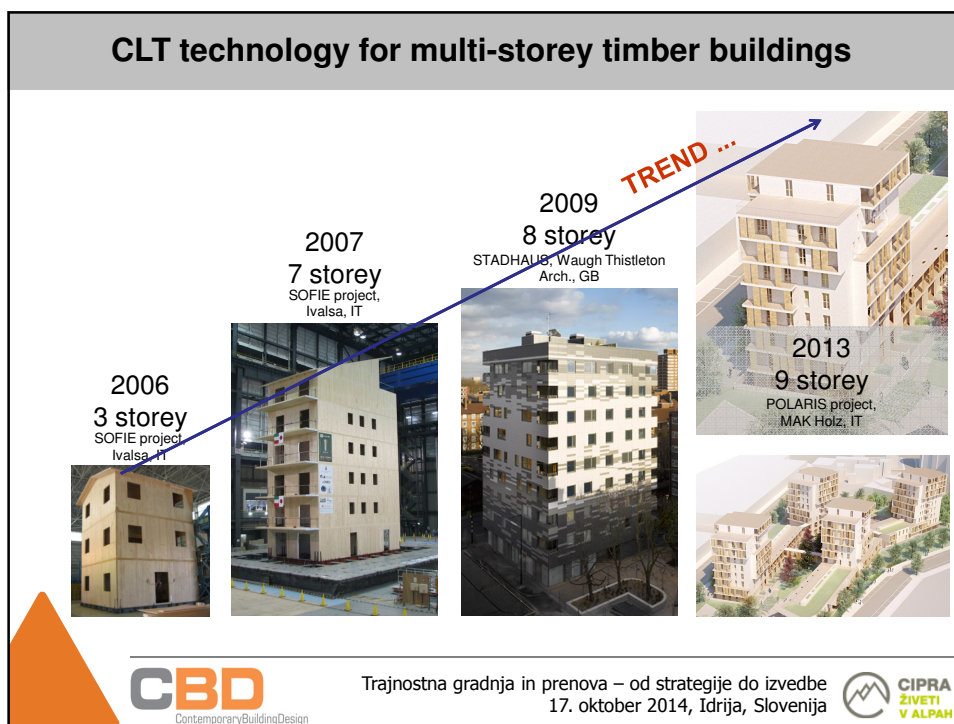 CLT technology for multi-storey timber buildings
TREND ...
2009
8 storey
STADHAUS, Waugh Thistleton
Arch., GB
2007
7 storey
SOFIE project,
Ivalsa, IT
2013
9 storey
POLARIS project,
MAK Holz, IT
2006
3 storey
SOFIE project,
Ivalsa, IT
CBD
ContemporaryBuildingDesign
Trajnostna gradnja in prenova – od strategije do izvedbe
17. oktober 2014, Idrija, Slovenija
CIPRA
ŽIVETI
V ALPAH